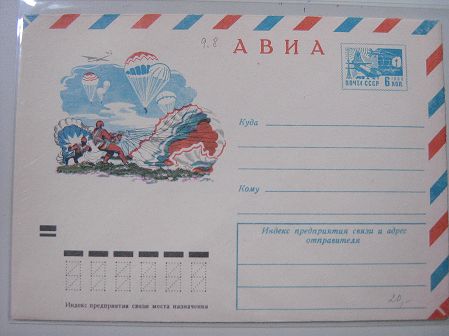 9.8
АВИА
ПОЧТА СССР 6 КОП.
Куда
Кому
Индекс предприятия связи и адрес
отправителя
Индекс предприятия связи места назначения
20,-